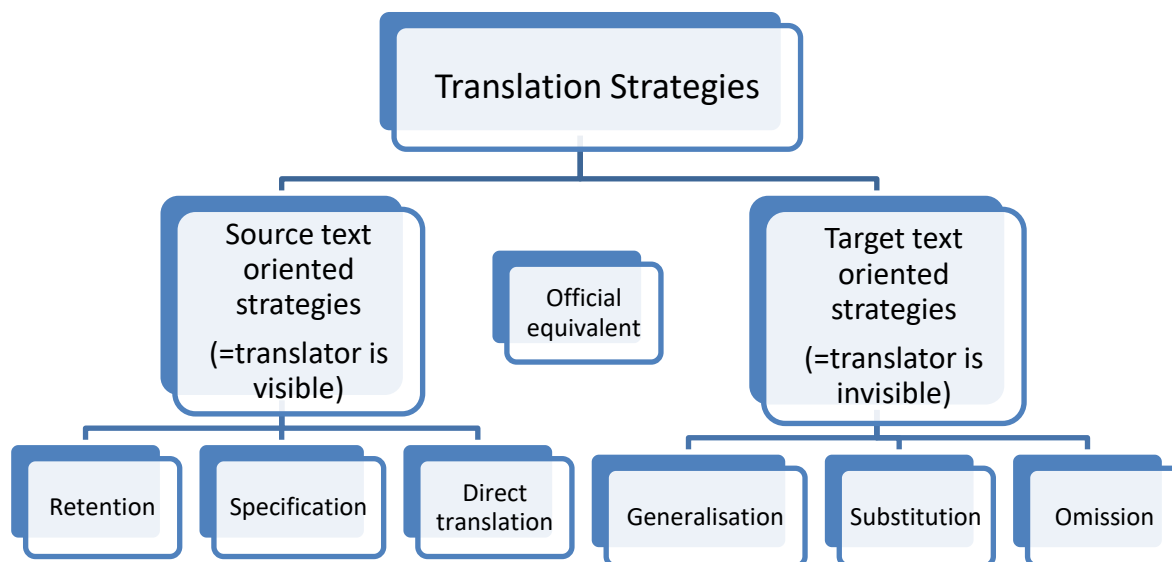 Translation Strategies
Source text
oriented
strategies
(=translator is
visible)
Official
equivalent
Target text
oriented
strategies
(=translator is
invisible)
Retention
Specification
Direct
translation
Generalisation
Substitution
Omission